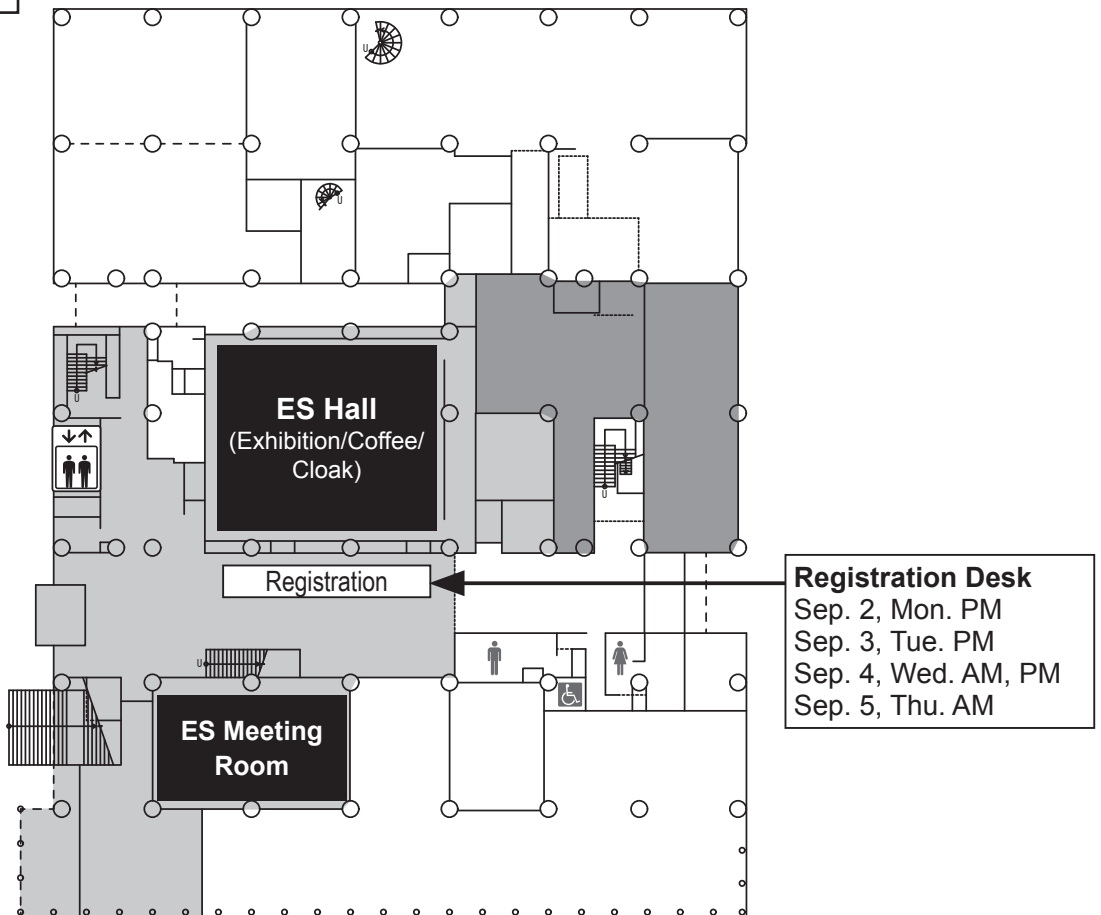 U
U
ES Hall
(Exhibition/Coffee/
Cloak)
U
U
Registration
Registration Desk
Sep. 2, Mon. PM
Sep. 3, Tue. PM
Sep. 4, Wed. AM, PM
Sep. 5, Thu. AM
U
ES Meeting
Room